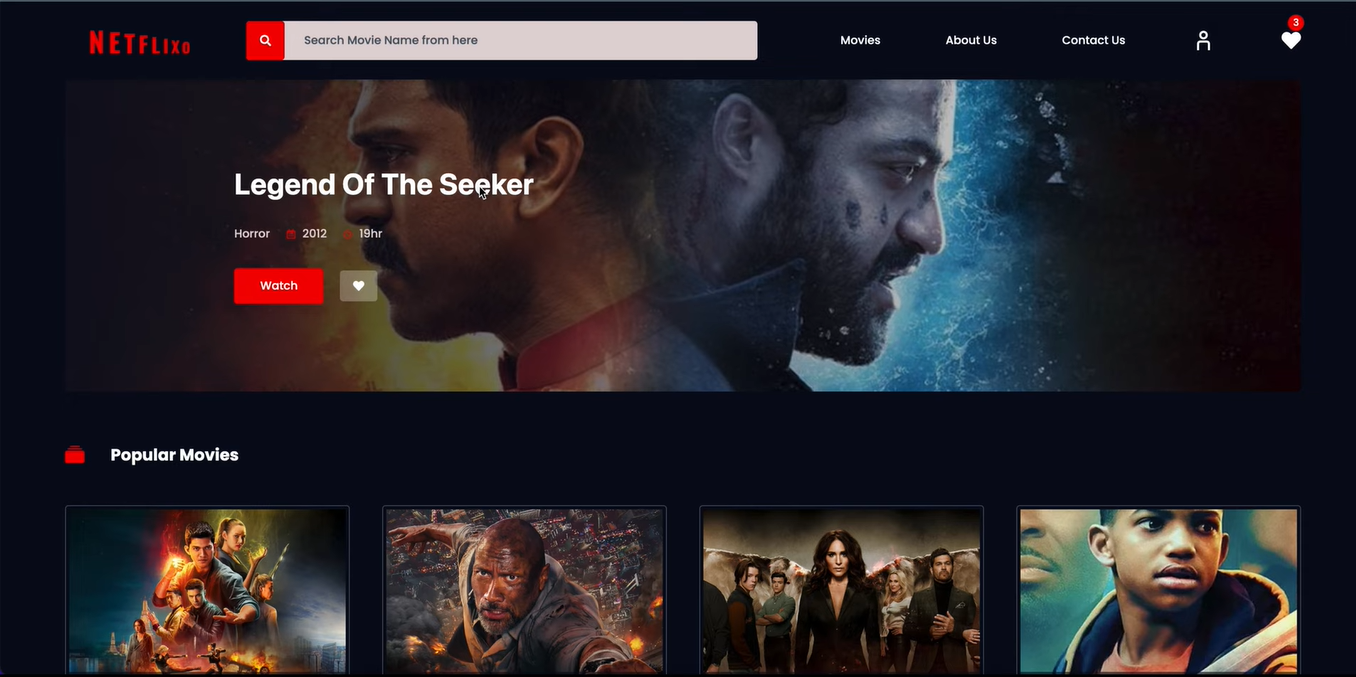 NETFLIXO
Search Movie Name from here
Movies
About Us
Contact Us
3
Legend Of The Seeker
Horror 2012 19hr
Watch
Popular Movies